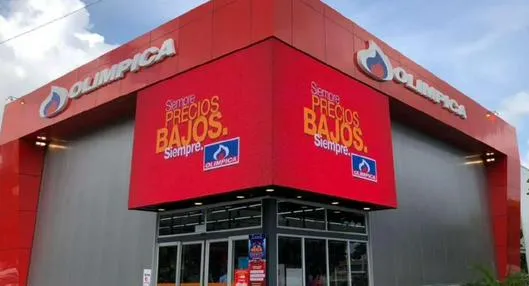 OLIMPICA
OLIMPICA
Siempre
PRECIOS
BAJOS.
Siempre.
OLIMPICA
Siempre
PRECIOS
BAJOS.
Siempre.
OLIMPICA